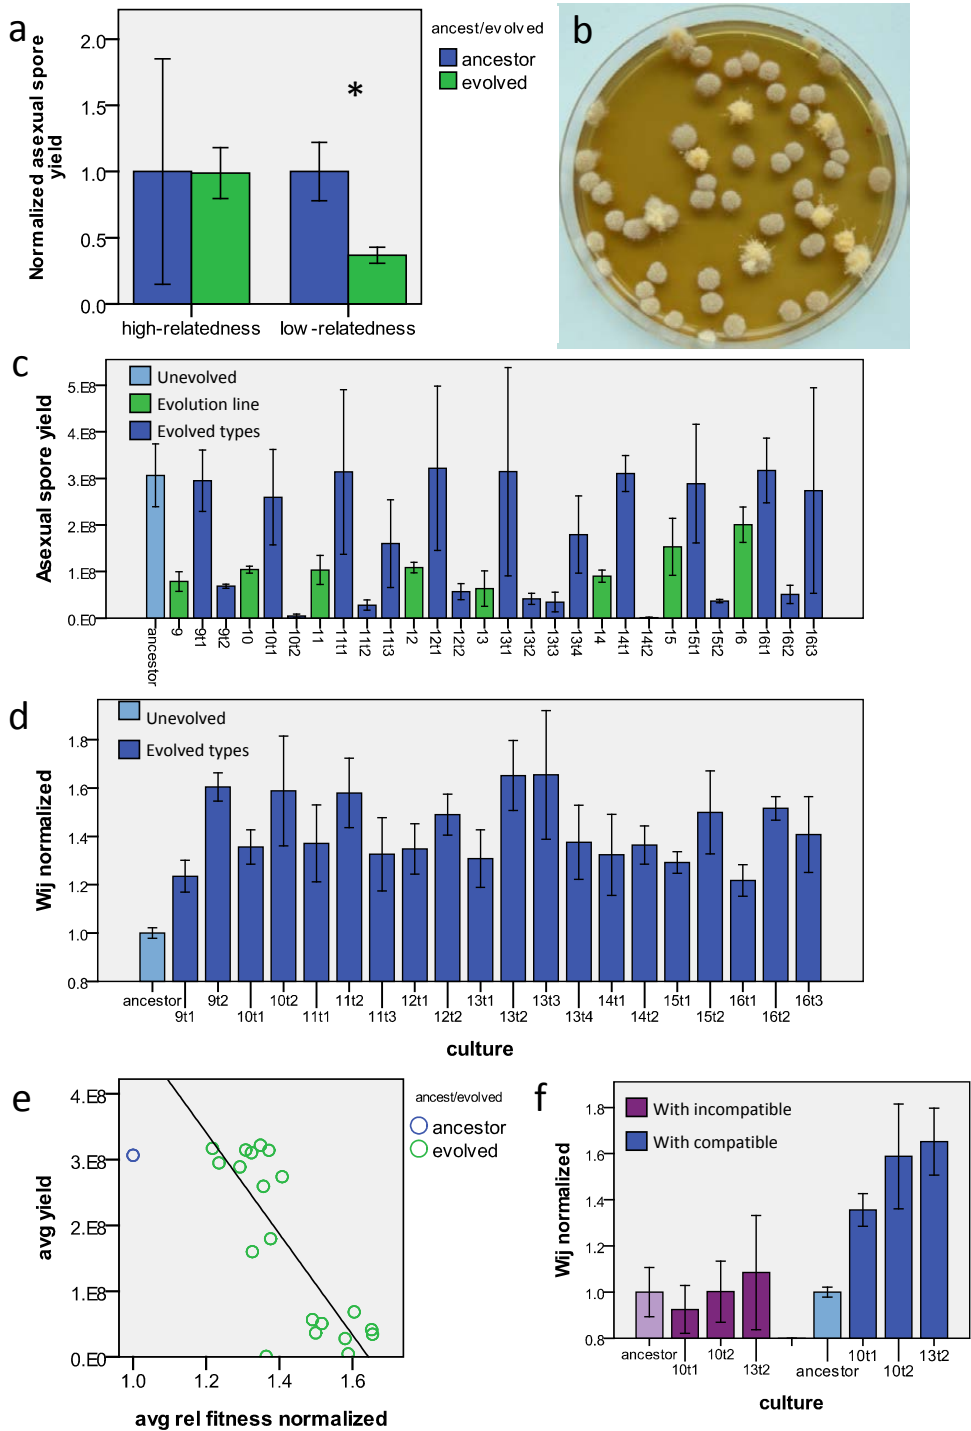 a
Normalized asexual spore
yield
2.0
1.5
1.0
0.5
0.0
high-relatedness
low-relatedness
*
ancest/evolved
ancestor
evolved
b
c
Asexual spore yield
5.E8
4.E8
3.E8
2.E8
1.E8
0.E0
Unevolved
Evolution line
Evolved types
ancestor
9
9t1
9t2
10
10t1
10t2
11
11t1
11t2
11t3
12
12t1
12t2
13
13t1
13t2
13t3
13t4
14
14t1
14t2
15
15t1
15t2
16
16t1
16t2
16t3
d
Wij normalized
1.8
1.6
1.4
1.2
1.0
0.8
Unevolved
Evolved types
ancestor 9t2 10t2 11t2 12t1 13t1 13t3 14t1 15t1 16t1 16t3
9t1 10t1 11t1 11t3 12t2 13t2 13t4 14t2 15t2 16t2
culture
e
avg yield
4.E8
3.E8
2.E8
1.E8
0.E0
1.0 1.2 1.4 1.6
avg rel fitness normalized
ancest/evolved
ancestor
evolved
f
Wij normalized
1.8
1.6
1.4
1.2
1.0
0.8
With incompatible
With compatible
ancestor 10t2 10t1 13t2
10t1 13t2 ancestor 10t2
culture